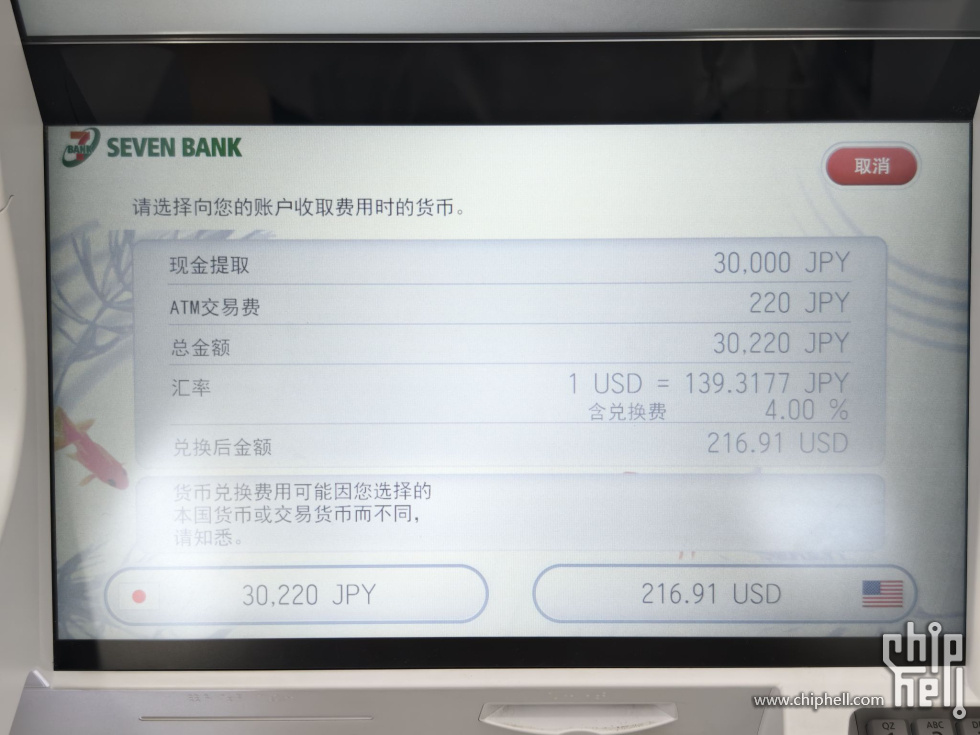 7 BANK SEVEN BANK
取消
请选择向您的账户收取费用时的货币。
现金提取 30,000 JPY
ATM交易费 220 JPY
总金额 30,220 JPY
汇率 1 USD = 139.3177 JPY
含兑换费 4.00 %
兑换后金额 216.91 USD
货币兑换费用可能因您选择的
本国货币或交易货币而不同，
请知悉。
30,220 JPY 216.91 USD
chip
hell
www.chiphell.com
QZ ABC